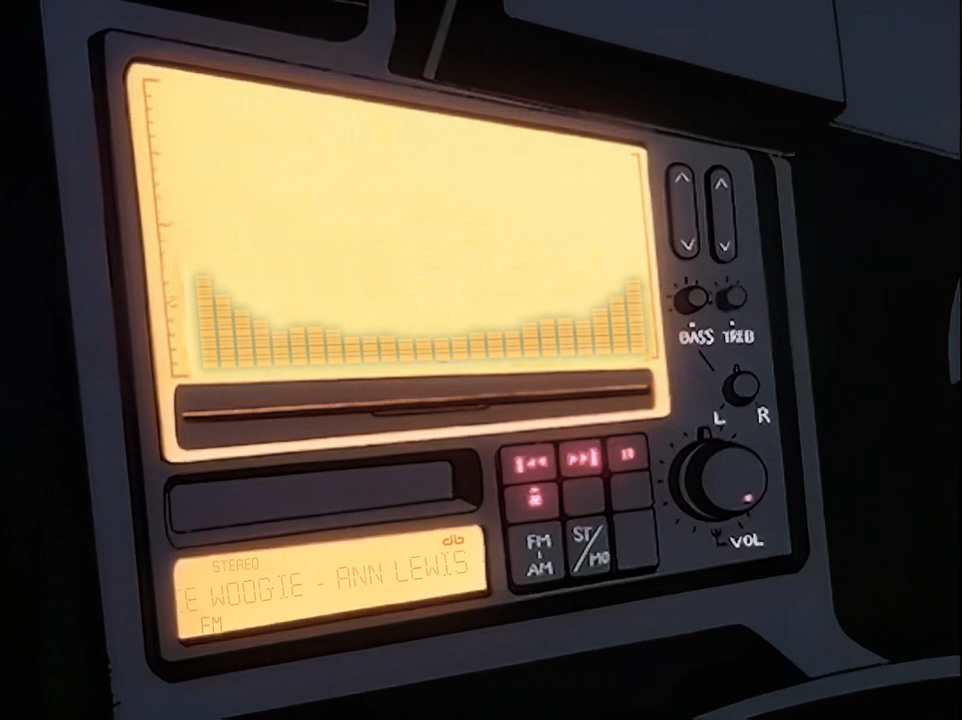 BASS TREB
L R
FM
AM
ST/MO
VOL
db
STEREO
E WOOGIE - ANN LEWIS
FM